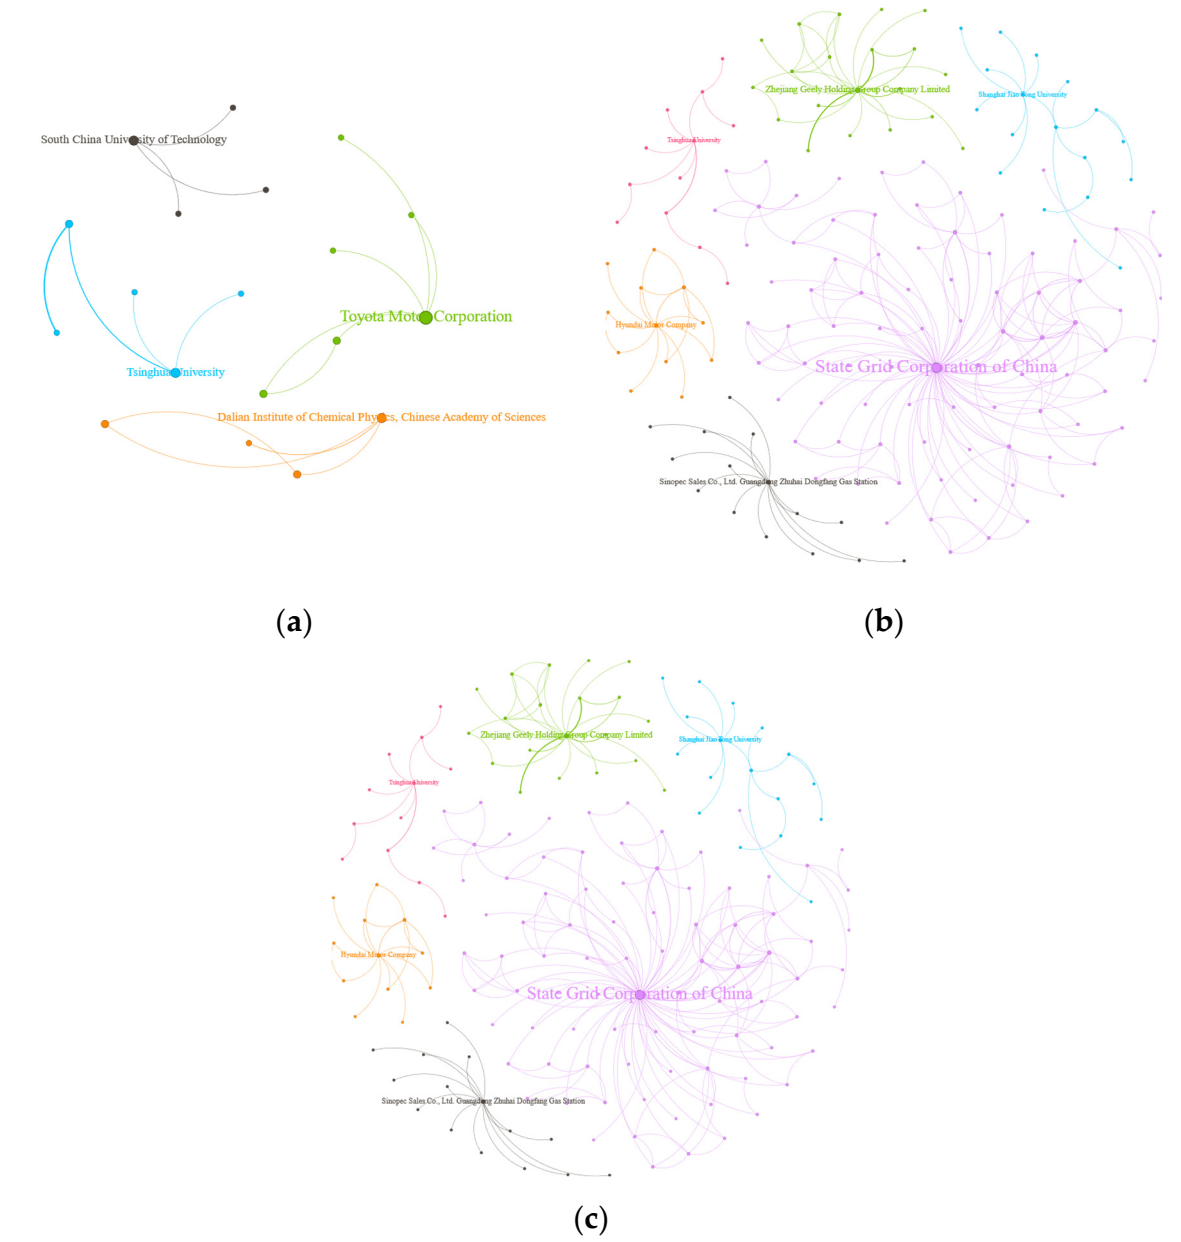 South China University of Technology
Toyota Motor Corporation
Tsinghua University
Dalian Institute of Chemical Physics, Chinese Academy of Sciences
(a)
Zhejiang Geely Holding Group Company Limited
Shanghai Jiao Tong University
Tsinghua University
Hyundai Motor Company
State Grid Corporation of China
Sinopec Sales Co., Ltd. Guangdong Zhuhai Dongfang Gas Station
(b)
Zhejiang Geely Holding Group Company Limited
Shanghai Jiao Tong University
Tsinghua University
Hyundai Motor Company
State Grid Corporation of China
Sinopec Sales Co., Ltd. Guangdong Zhuhai Dongfang Gas Station
(c)